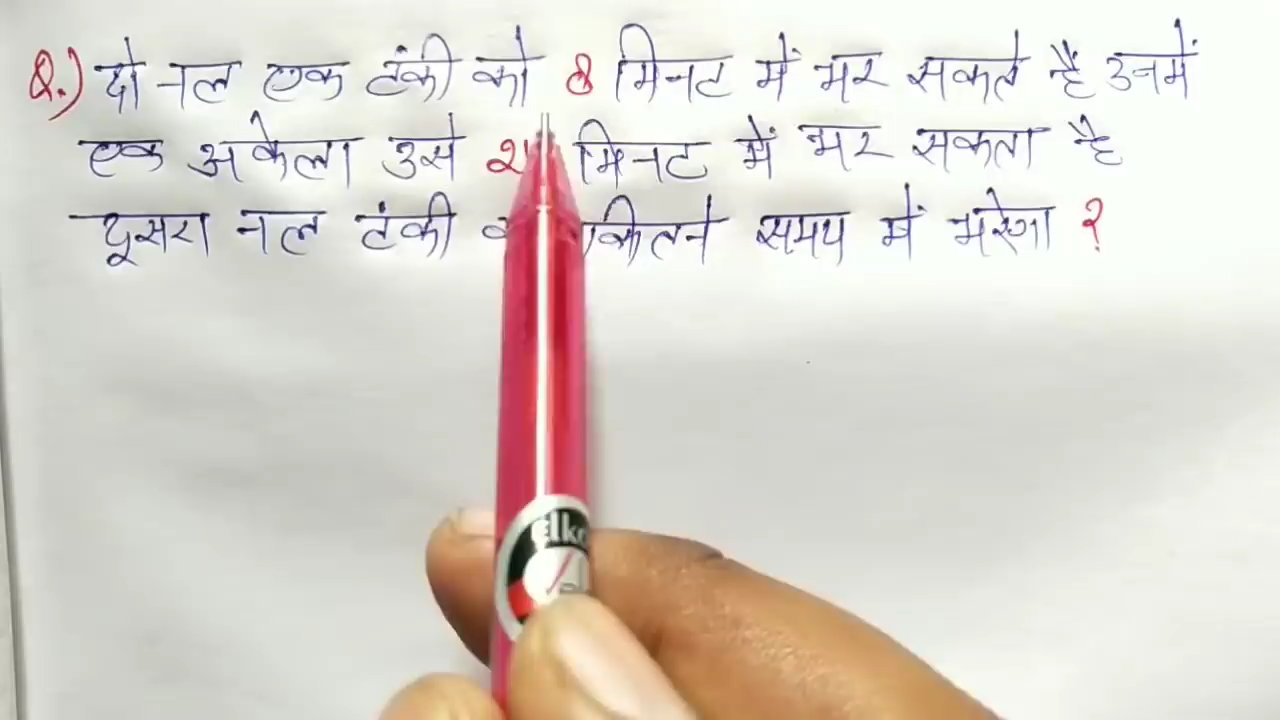 Q.) दो नल एक टंकी को 8 मिनट में भर सकते हैं उनमें
एक अकेला उसे मिनट में भर सकता है
दूसरा नल टंकी कितने समय में भरेगा ?